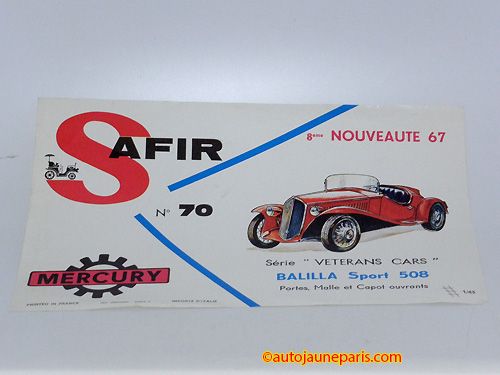 SAFIR
8ème NOUVEAUTE 67
N° 70
Série " VETERANS CARS "
BALILLA Sport 508
Portes, Malle et Capot ouvrants
MERCURY
PRINTED IN FRANCE
©autojauneparis.com